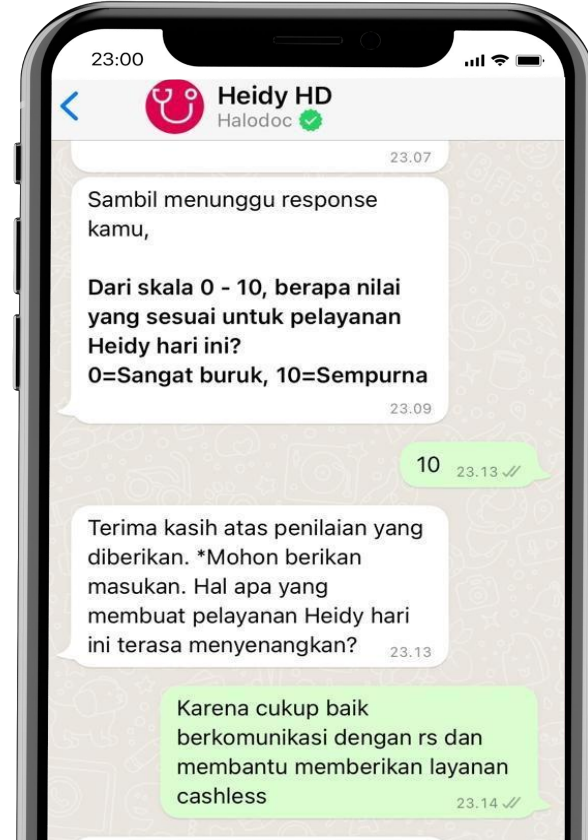 23:00
Heidy HD
Halodoc
23.07
Sambil menunggu response
kamu,
Dari skala 0 - 10, berapa nilai
yang sesuai untuk pelayanan
Heidy hari ini?
0=Sangat buruk, 10=Sempurna
23.09
10 23.13
Terima kasih atas penilaian yang
diberikan. *Mohon berikan
masukan. Hal apa yang
membuat pelayanan Heidy hari
ini terasa menyenangkan? 23.13
Karena cukup baik
berkomunikasi dengan rs dan
membantu memberikan layanan
cashless 23.14